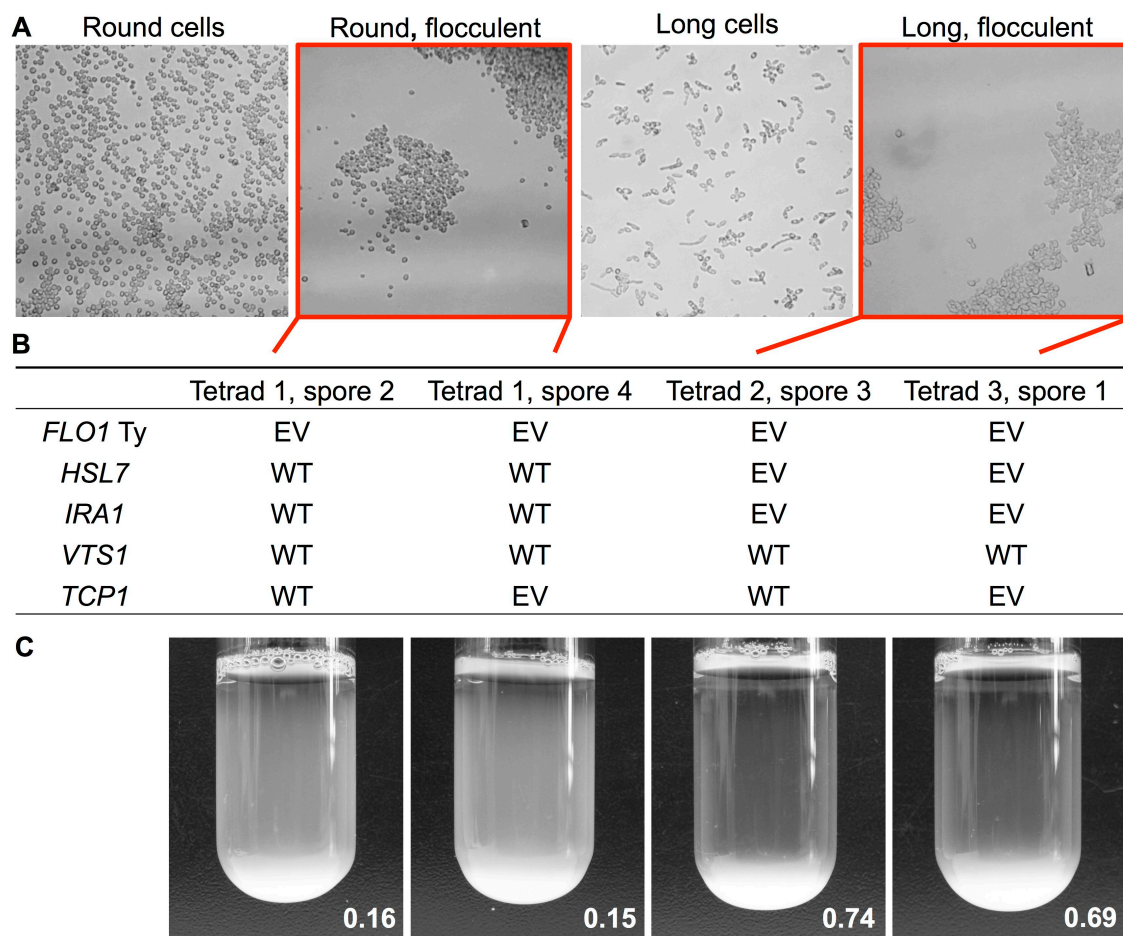 A
Round cells Round, flocculent Long cells Long, flocculent
B
Tetrad 1, spore 2 Tetrad 1, spore 4 Tetrad 2, spore 3 Tetrad 3, spore 1
FLO1 Ty EV EV EV EV
HSL7 WT WT EV EV
IRA1 WT WT EV EV
VTS1 WT WT WT WT
TCP1 WT EV WT EV
C
0.16 0.15 0.74 0.69